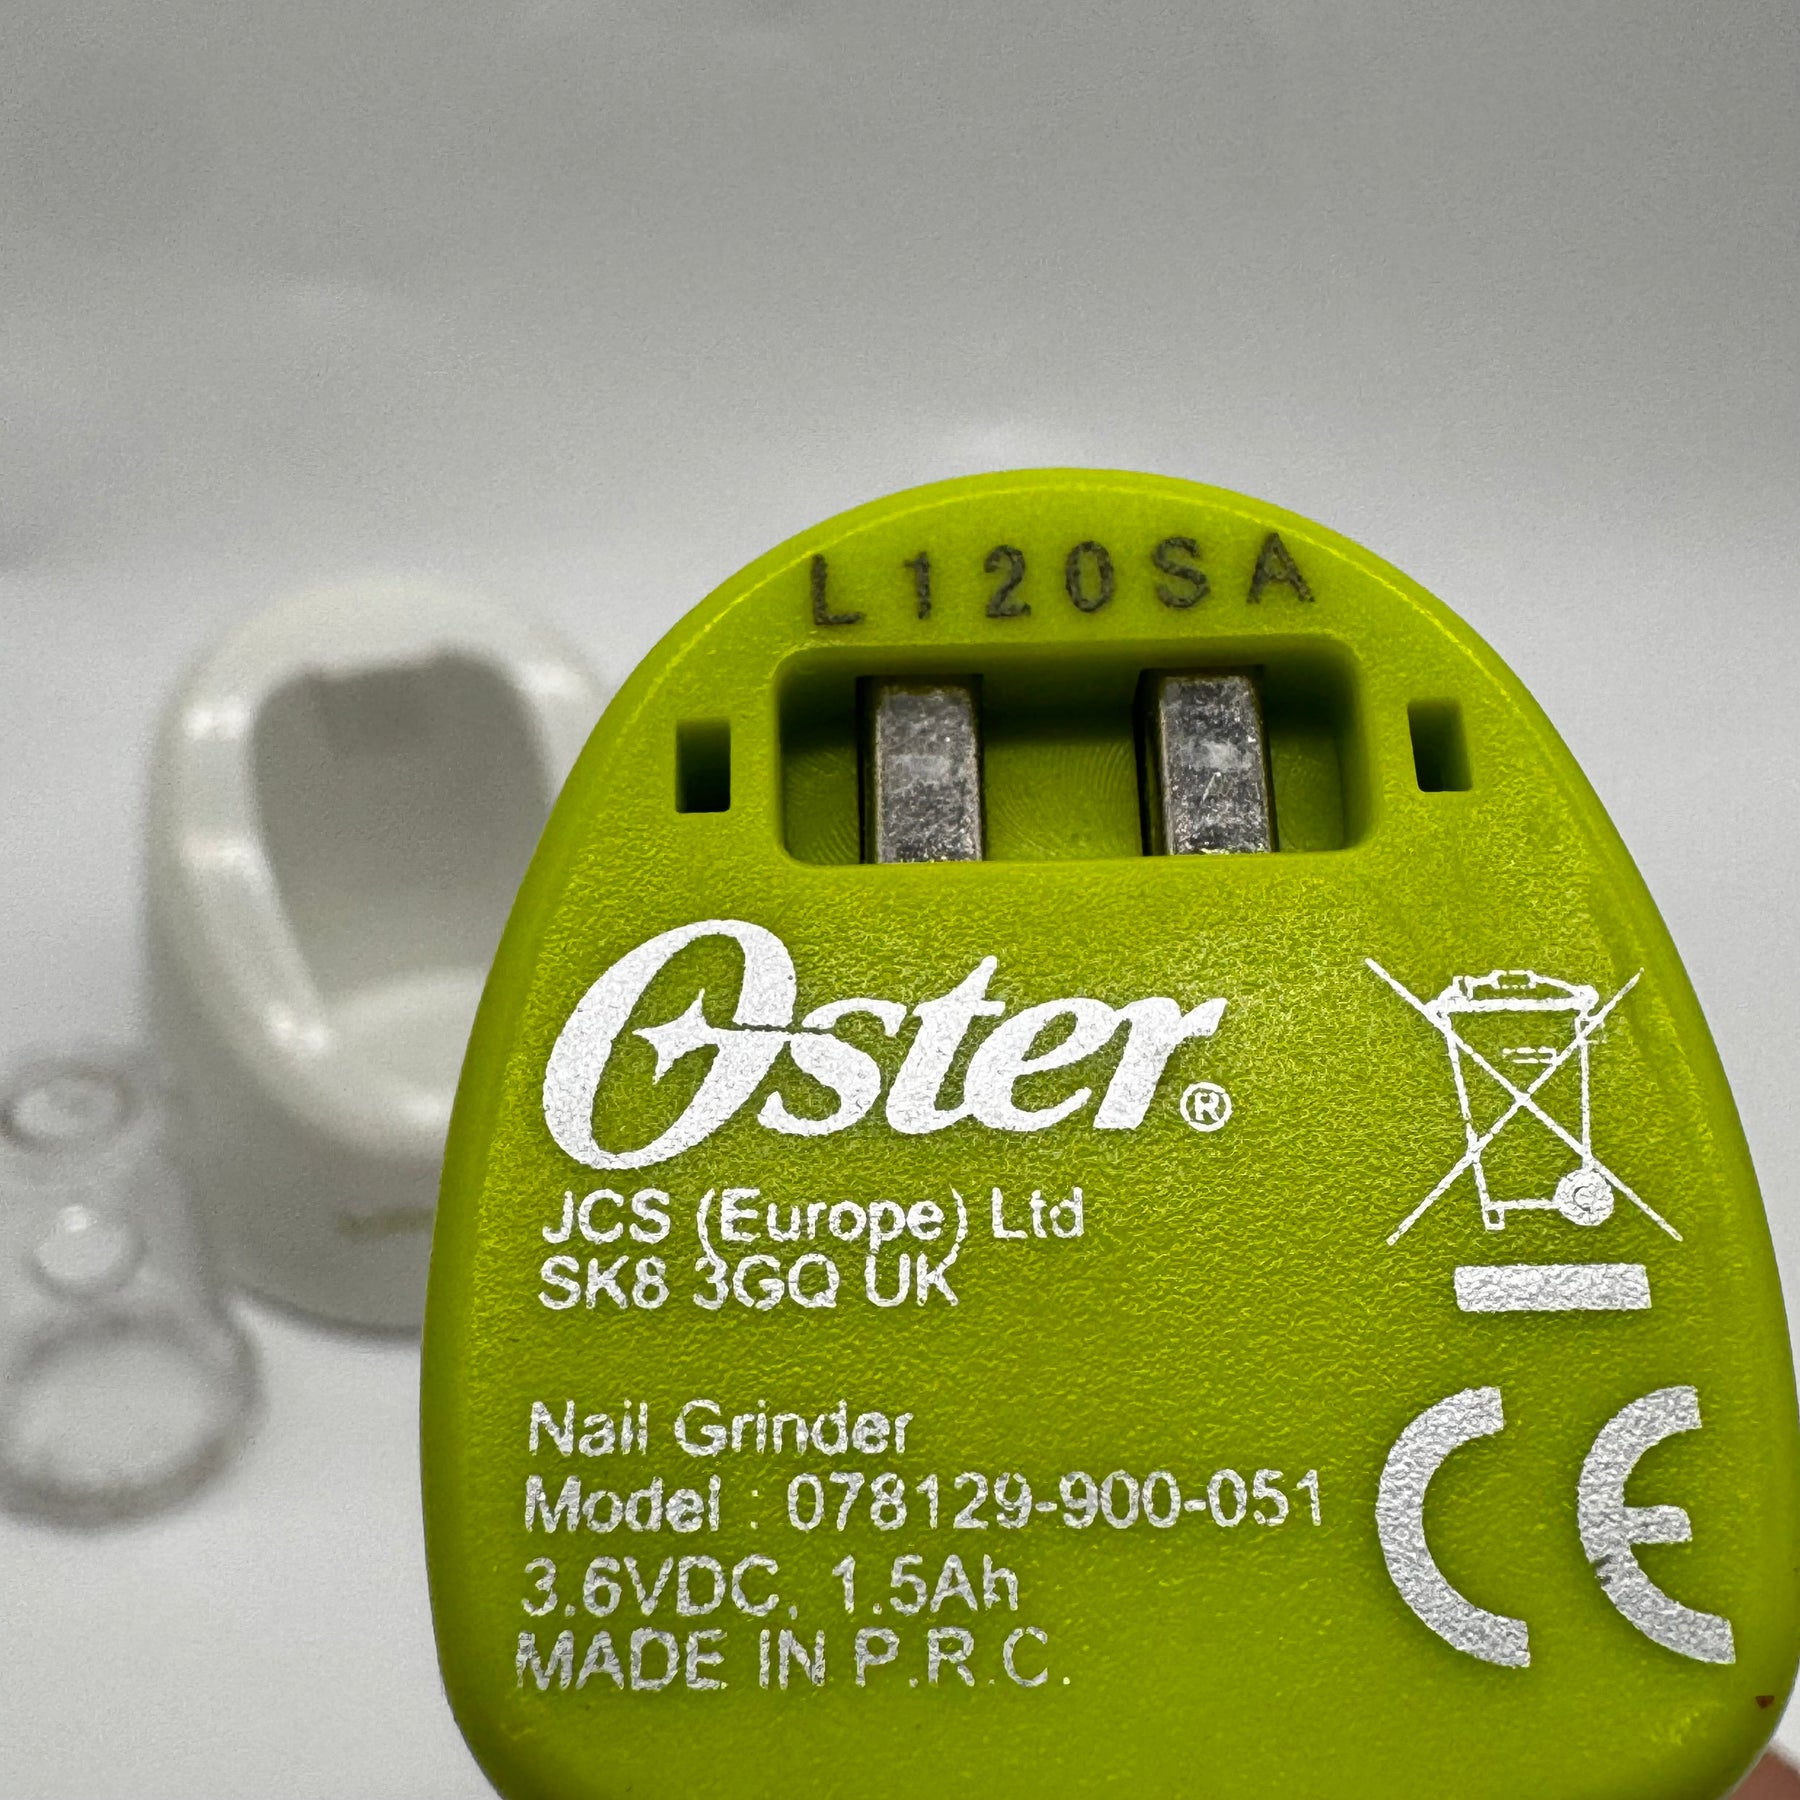 L120SA
Oster®
JCS (Europe) Ltd
SK8 3GQ UK
Nail Grinder
Model : 078129-900-051
3.6VDC, 1.5Ah
MADE IN P.R.C.
CE